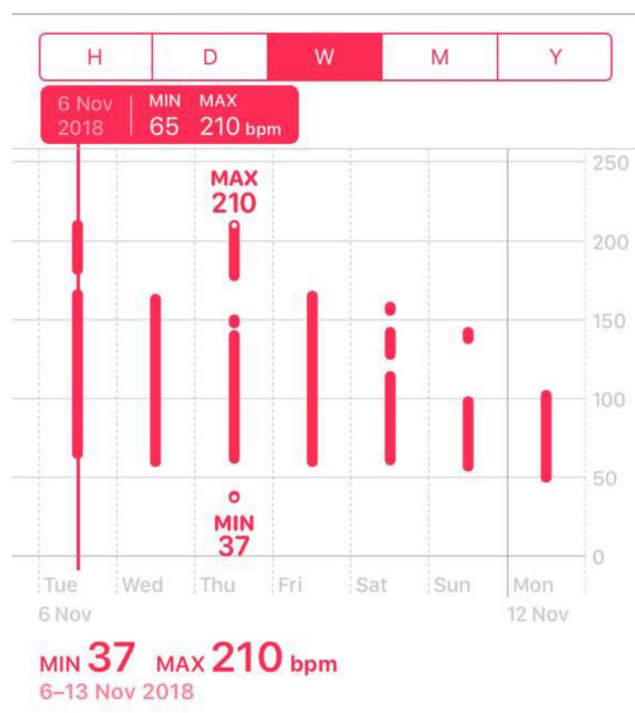 H D W M Y
6 Nov MIN MAX
2018 65 210 bpm
250
MAX
210
200
150
100
50
MIN
37
0
Tue Wed Thu Fri Sat Sun Mon
6 Nov 12 Nov
MIN 37 MAX 210 bpm
6–13 Nov 2018